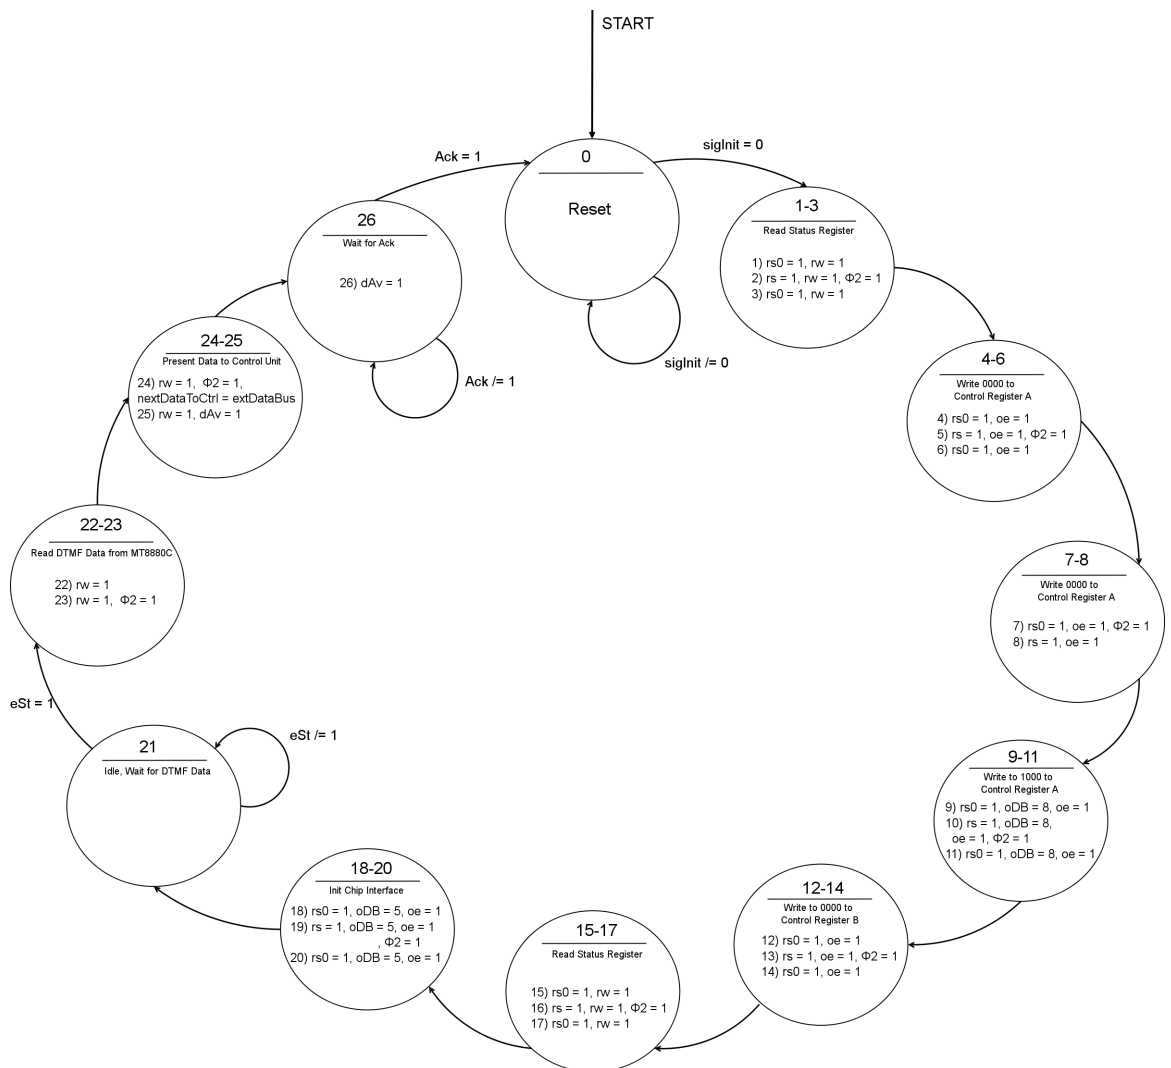 START
0
Reset
sigInit = 0
sigInit /= 0
1-3
Read Status Register
1) rs0 = 1, rw = 1
2) rs = 1, rw = 1, Φ2 = 1
3) rs0 = 1, rw = 1
4-6
Write 0000 to
Control Register A
4) rs0 = 1, oe = 1
5) rs = 1, oe = 1, Φ2 = 1
6) rs0 = 1, oe = 1
7-8
Write 0000 to
Control Register A
7) rs0 = 1, oe = 1, Φ2 = 1
8) rs = 1, oe = 1
9-11
Write to 1000 to
Control Register A
9) rs0 = 1, oDB = 8, oe = 1
10) rs = 1, oDB = 8,
oe = 1, Φ2 = 1
11) rs0 = 1, oDB = 8, oe = 1
12-14
Write to 0000 to
Control Register B
12) rs0 = 1, oe = 1
13) rs = 1, oe = 1, Φ2 = 1
14) rs0 = 1, oe = 1
15-17
Read Status Register
15) rs0 = 1, rw = 1
16) rs = 1, rw = 1, Φ2 = 1
17) rs0 = 1, rw = 1
18-20
Init Chip Interface
18) rs0 = 1, oDB = 5, oe = 1
19) rs = 1, oDB = 5, oe = 1
, Φ2 = 1
20) rs0 = 1, oDB = 5, oe = 1
21
Idle, Wait for DTMF Data
eSt /= 1
eSt = 1
22-23
Read DTMF Data from MT8880C
22) rw = 1
23) rw = 1, Φ2 = 1
24-25
Present Data to Control Unit
24) rw = 1, Φ2 = 1,
nextDataToCtrl = extDataBus
25) rw = 1, dAv = 1
26
Wait for Ack
26) dAv = 1
Ack /= 1
Ack = 1